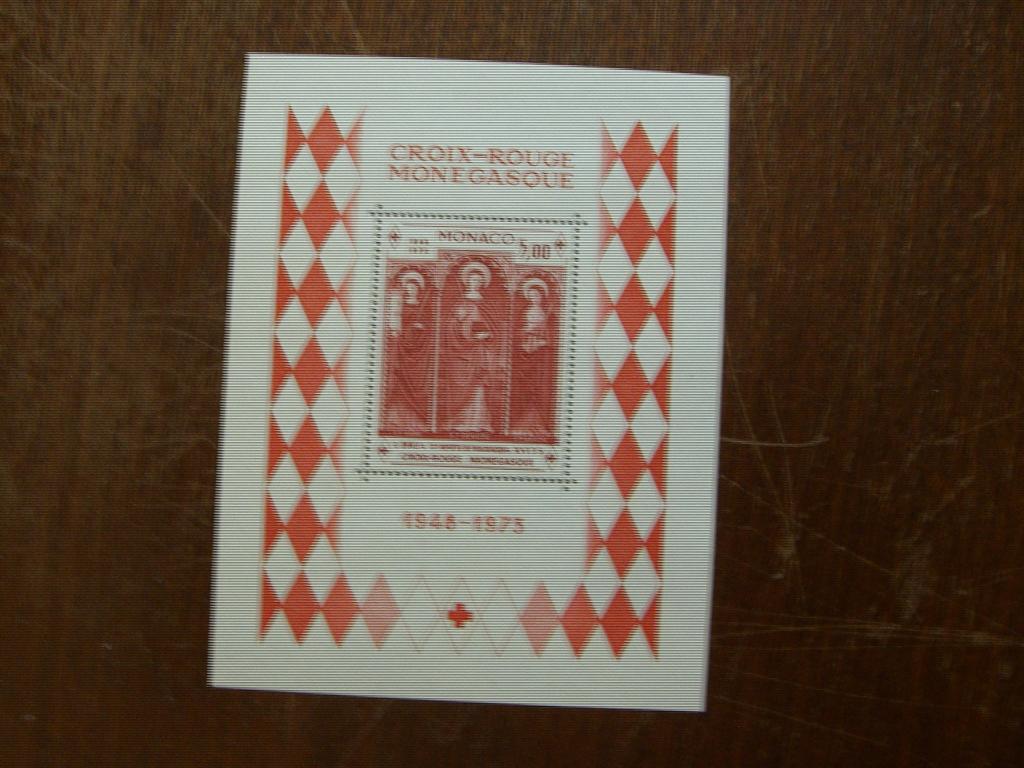 CROIX-ROUGE
MONEGASQUE
MONACO
5,00
CROIX-ROUGE MONEGASQUE
1948-1973